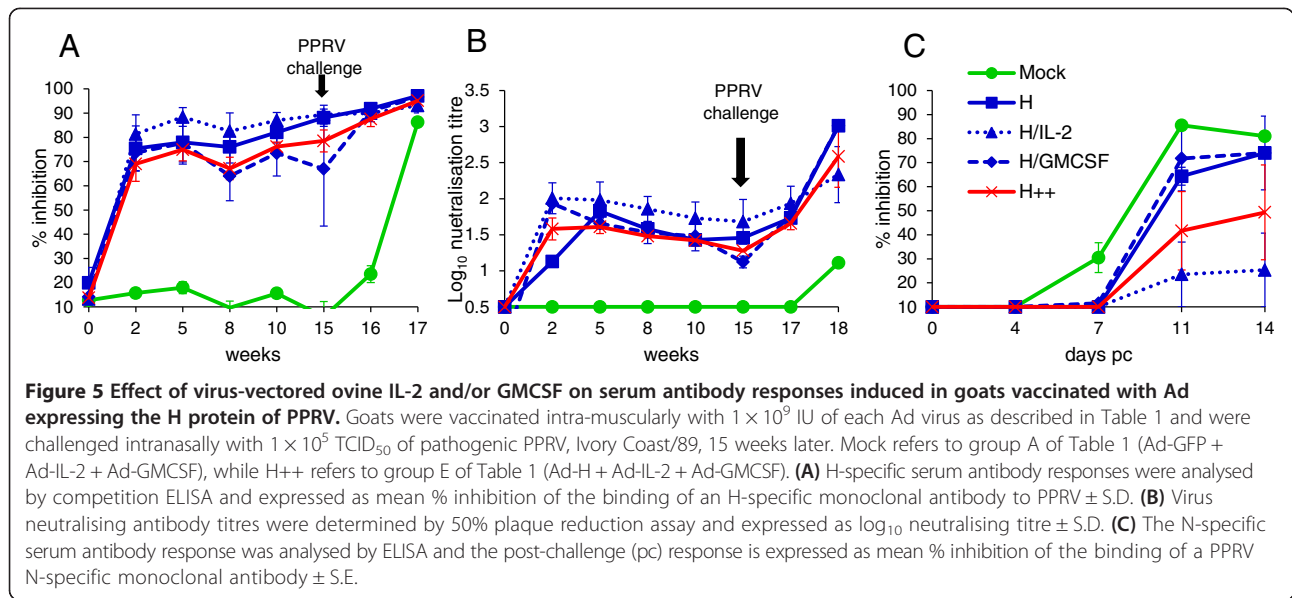 A
PPRV
challenge
% inhibition
100
90
80
70
60
50
40
30
20
10
0 2 5 8 10 15 16 17
weeks
B
PPRV
challenge
Log10 nuetralisation titre
3.5
3
2.5
2
1.5
1
0.5
0 2 5 8 10 15 17 18
weeks
C
Mock
H
H/IL-2
H/GMCSF
H++
% inhibition
100
90
80
70
60
50
40
30
20
10
0 4 7 11 14
days pc
Figure 5 Effect of virus-vectored ovine IL-2 and/or GMCSF on serum antibody responses induced in goats vaccinated with Ad
expressing the H protein of PPRV. Goats were vaccinated intra-muscularly with 1 × 10⁹ IU of each Ad virus as described in Table 1 and were
challenged intranasally with 1 × 10⁵ TCID₅₀ of pathogenic PPRV, Ivory Coast/89, 15 weeks later. Mock refers to group A of Table 1 (Ad-GFP +
Ad-IL-2 + Ad-GMCSF), while H++ refers to group E of Table 1 (Ad-H + Ad-IL-2 + Ad-GMCSF). (A) H-specific serum antibody responses were analysed
by competition ELISA and expressed as mean % inhibition of the binding of an H-specific monoclonal antibody to PPRV ± S.D. (B) Virus
neutralising antibody titres were determined by 50% plaque reduction assay and expressed as log₁₀ neutralising titre ± S.D. (C) The N-specific
serum antibody response was analysed by ELISA and the post-challenge (pc) response is expressed as mean % inhibition of the binding of a PPRV
N-specific monoclonal antibody ± S.E.